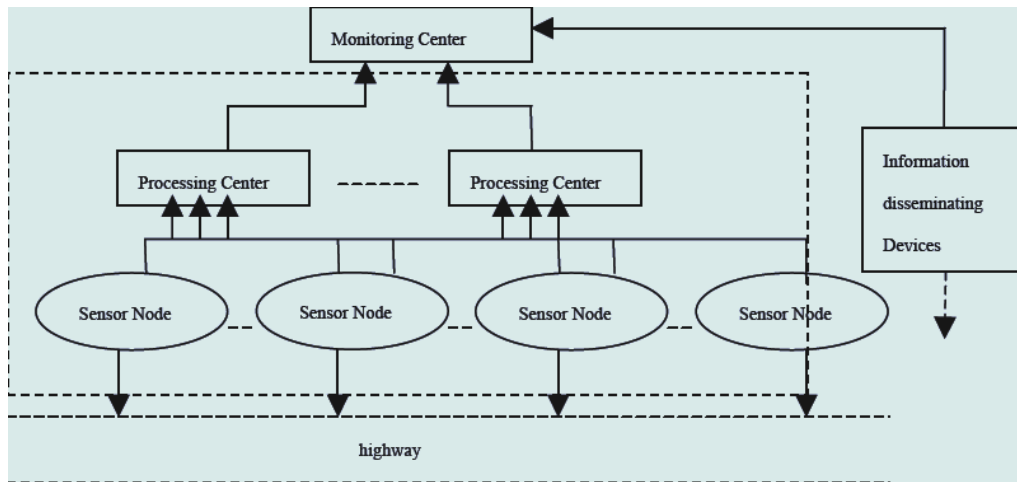 Monitoring Center
Information
disseminating
Devices
Processing Center
Processing Center
Sensor Node
Sensor Node
Sensor Node
Sensor Node
highway